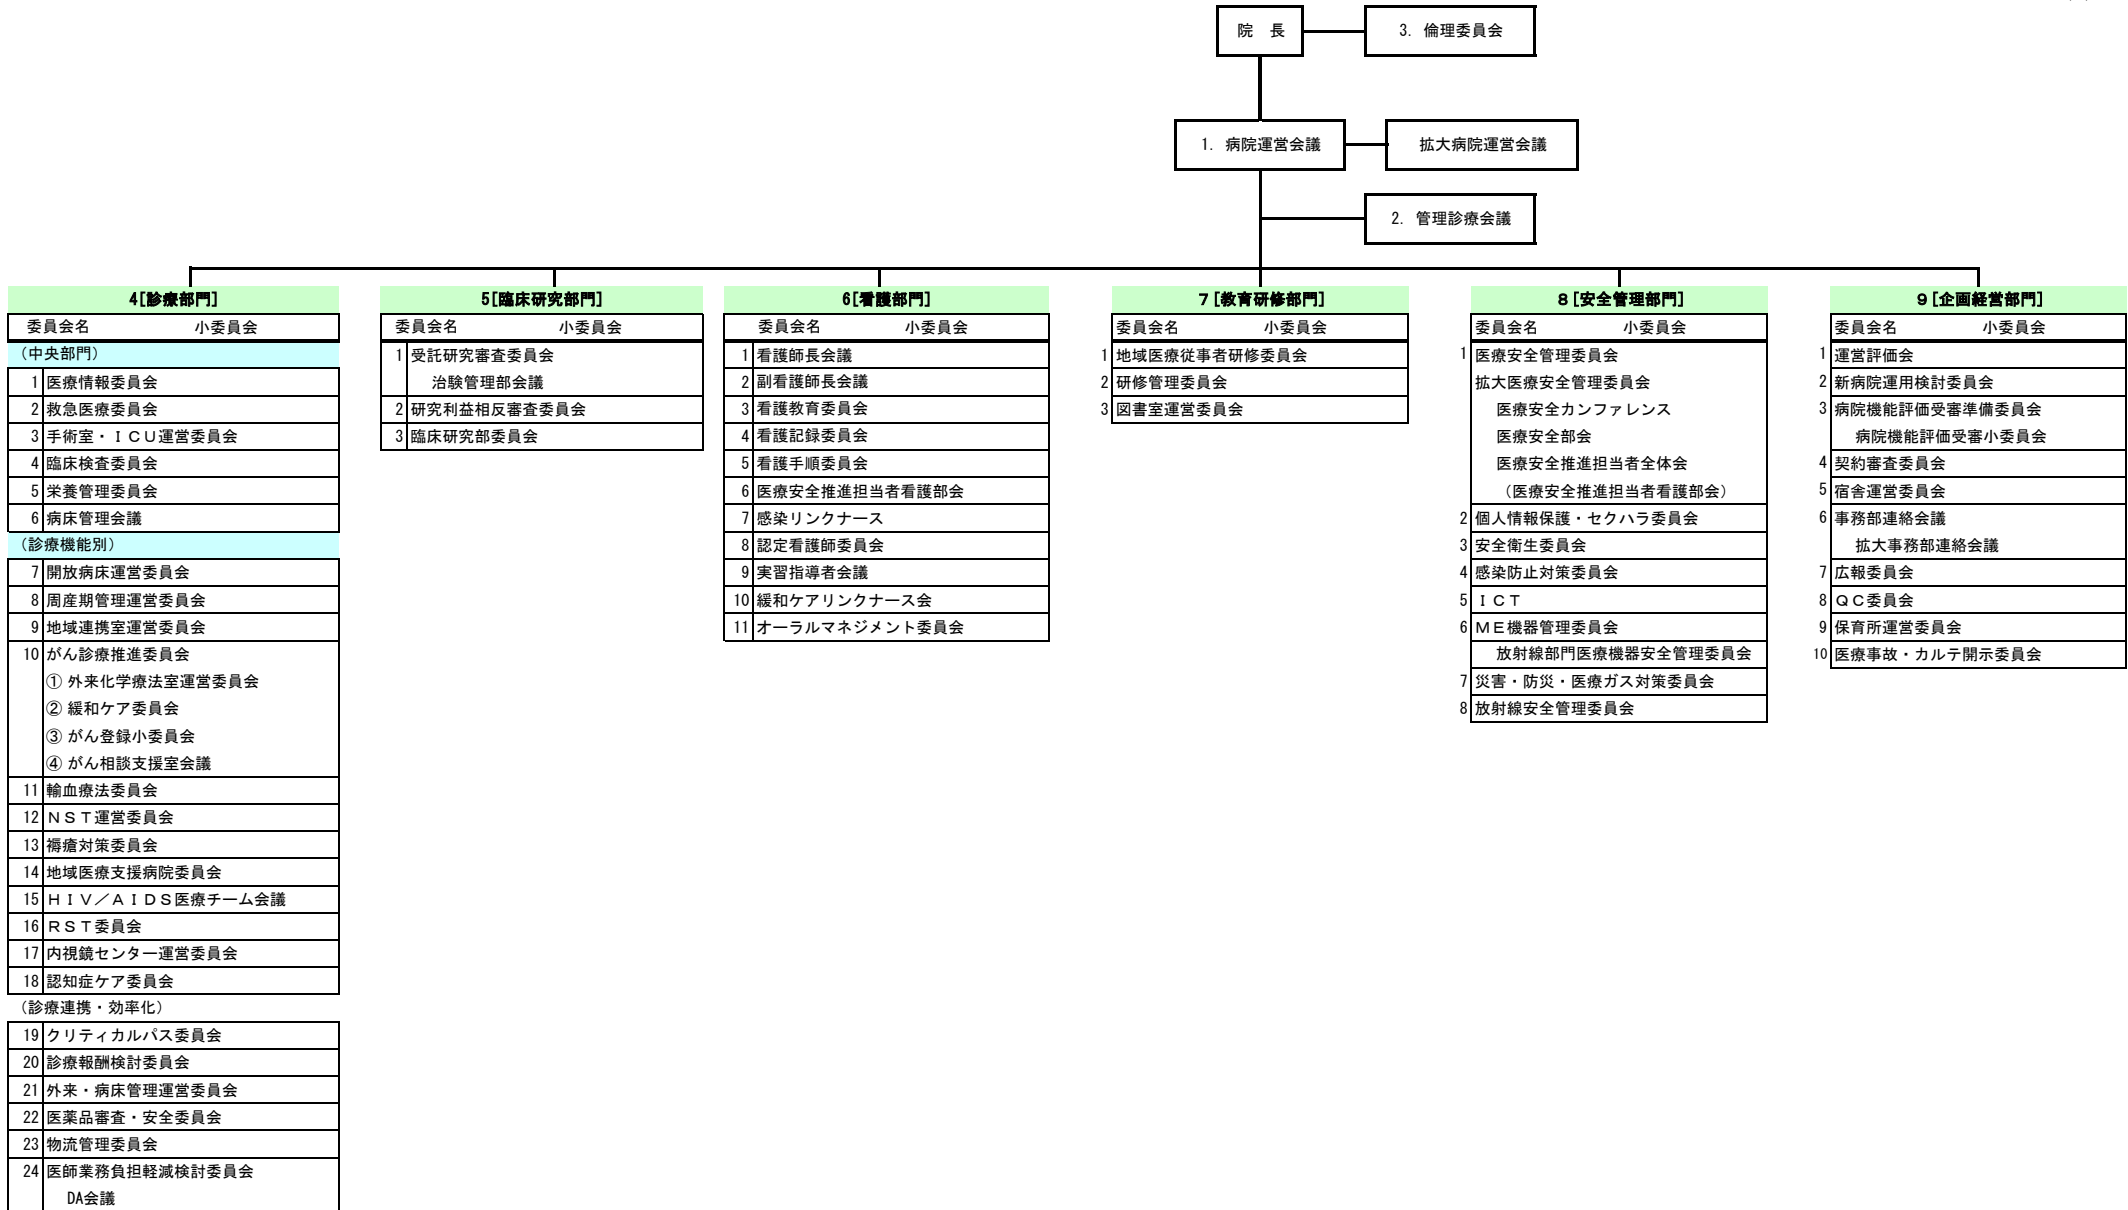 院　長
3. 倫理委員会
1. 病院運営会議
拡大病院運営会議
2. 管理診療会議
4[診療部門]
委員会名　小委員会
（中央部門）
1 医療情報委員会
2 救急医療委員会
3 手術室・ＩＣＵ運営委員会
4 臨床検査委員会
5 栄養管理委員会
6 病床管理会議
（診療機能別）
7 開放病床運営委員会
8 周産期管理運営委員会
9 地域連携室運営委員会
10 がん診療推進委員会
① 外来化学療法室運営委員会
② 緩和ケア委員会
③ がん登録小委員会
④ がん相談支援室会議
11 輸血療法委員会
12 ＮＳＴ運営委員会
13 褥瘡対策委員会
14 地域医療支援病院委員会
15 ＨＩＶ／ＡＩＤＳ医療チーム会議
16 ＲＳＴ委員会
17 内視鏡センター運営委員会
18 認知症ケア委員会
（診療連携・効率化）
19 クリティカルパス委員会
20 診療報酬検討委員会
21 外来・病床管理運営委員会
22 医薬品審査・安全委員会
23 物流管理委員会
24 医師業務負担軽減検討委員会
DA会議
5[臨床研究部門]
委員会名　小委員会
1 受託研究審査委員会
治験管理部会議
2 研究利益相反審査委員会
3 臨床研究部委員会
6[看護部門]
委員会名　小委員会
1 看護師長会議
2 副看護師長会議
3 看護教育委員会
4 看護記録委員会
5 看護手順委員会
6 医療安全推進担当者看護部会
7 感染リンクナース
8 認定看護師委員会
9 実習指導者会議
10 緩和ケアリンクナース会
11 オーラルマネジメント委員会
７[教育研修部門]
委員会名　小委員会
1 地域医療従事者研修委員会
2 研修管理委員会
3 図書室運営委員会
８[安全管理部門]
委員会名　小委員会
1 医療安全管理委員会
拡大医療安全管理委員会
医療安全カンファレンス
医療安全部会
医療安全推進担当者全体会
（医療安全推進担当者看護部会）
2 個人情報保護・セクハラ委員会
3 安全衛生委員会
4 感染防止対策委員会
5 ＩＣＴ
6 ＭＥ機器管理委員会
放射線部門医療機器安全管理委員会
7 災害・防災・医療ガス対策委員会
8 放射線安全管理委員会
９[企画経営部門]
委員会名　小委員会
1 運営評価会
2 新病院運用検討委員会
3 病院機能評価受審準備委員会
病院機能評価受審小委員会
4 契約審査委員会
5 宿舎運営委員会
6 事務部連絡会議
拡大事務部連絡会議
7 広報委員会
8 ＱＣ委員会
9 保育所運営委員会
10 医療事故・カルテ開示委員会